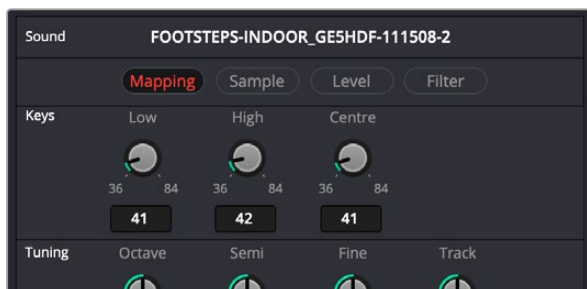 Sound FOOTSTEPS-INDOOR_GE5HDF-111508-2
Mapping Sample Level Filter
Keys Low High Centre
36 84 36 84 36 84
41 42 41
Tuning Octave Semi Fine Track